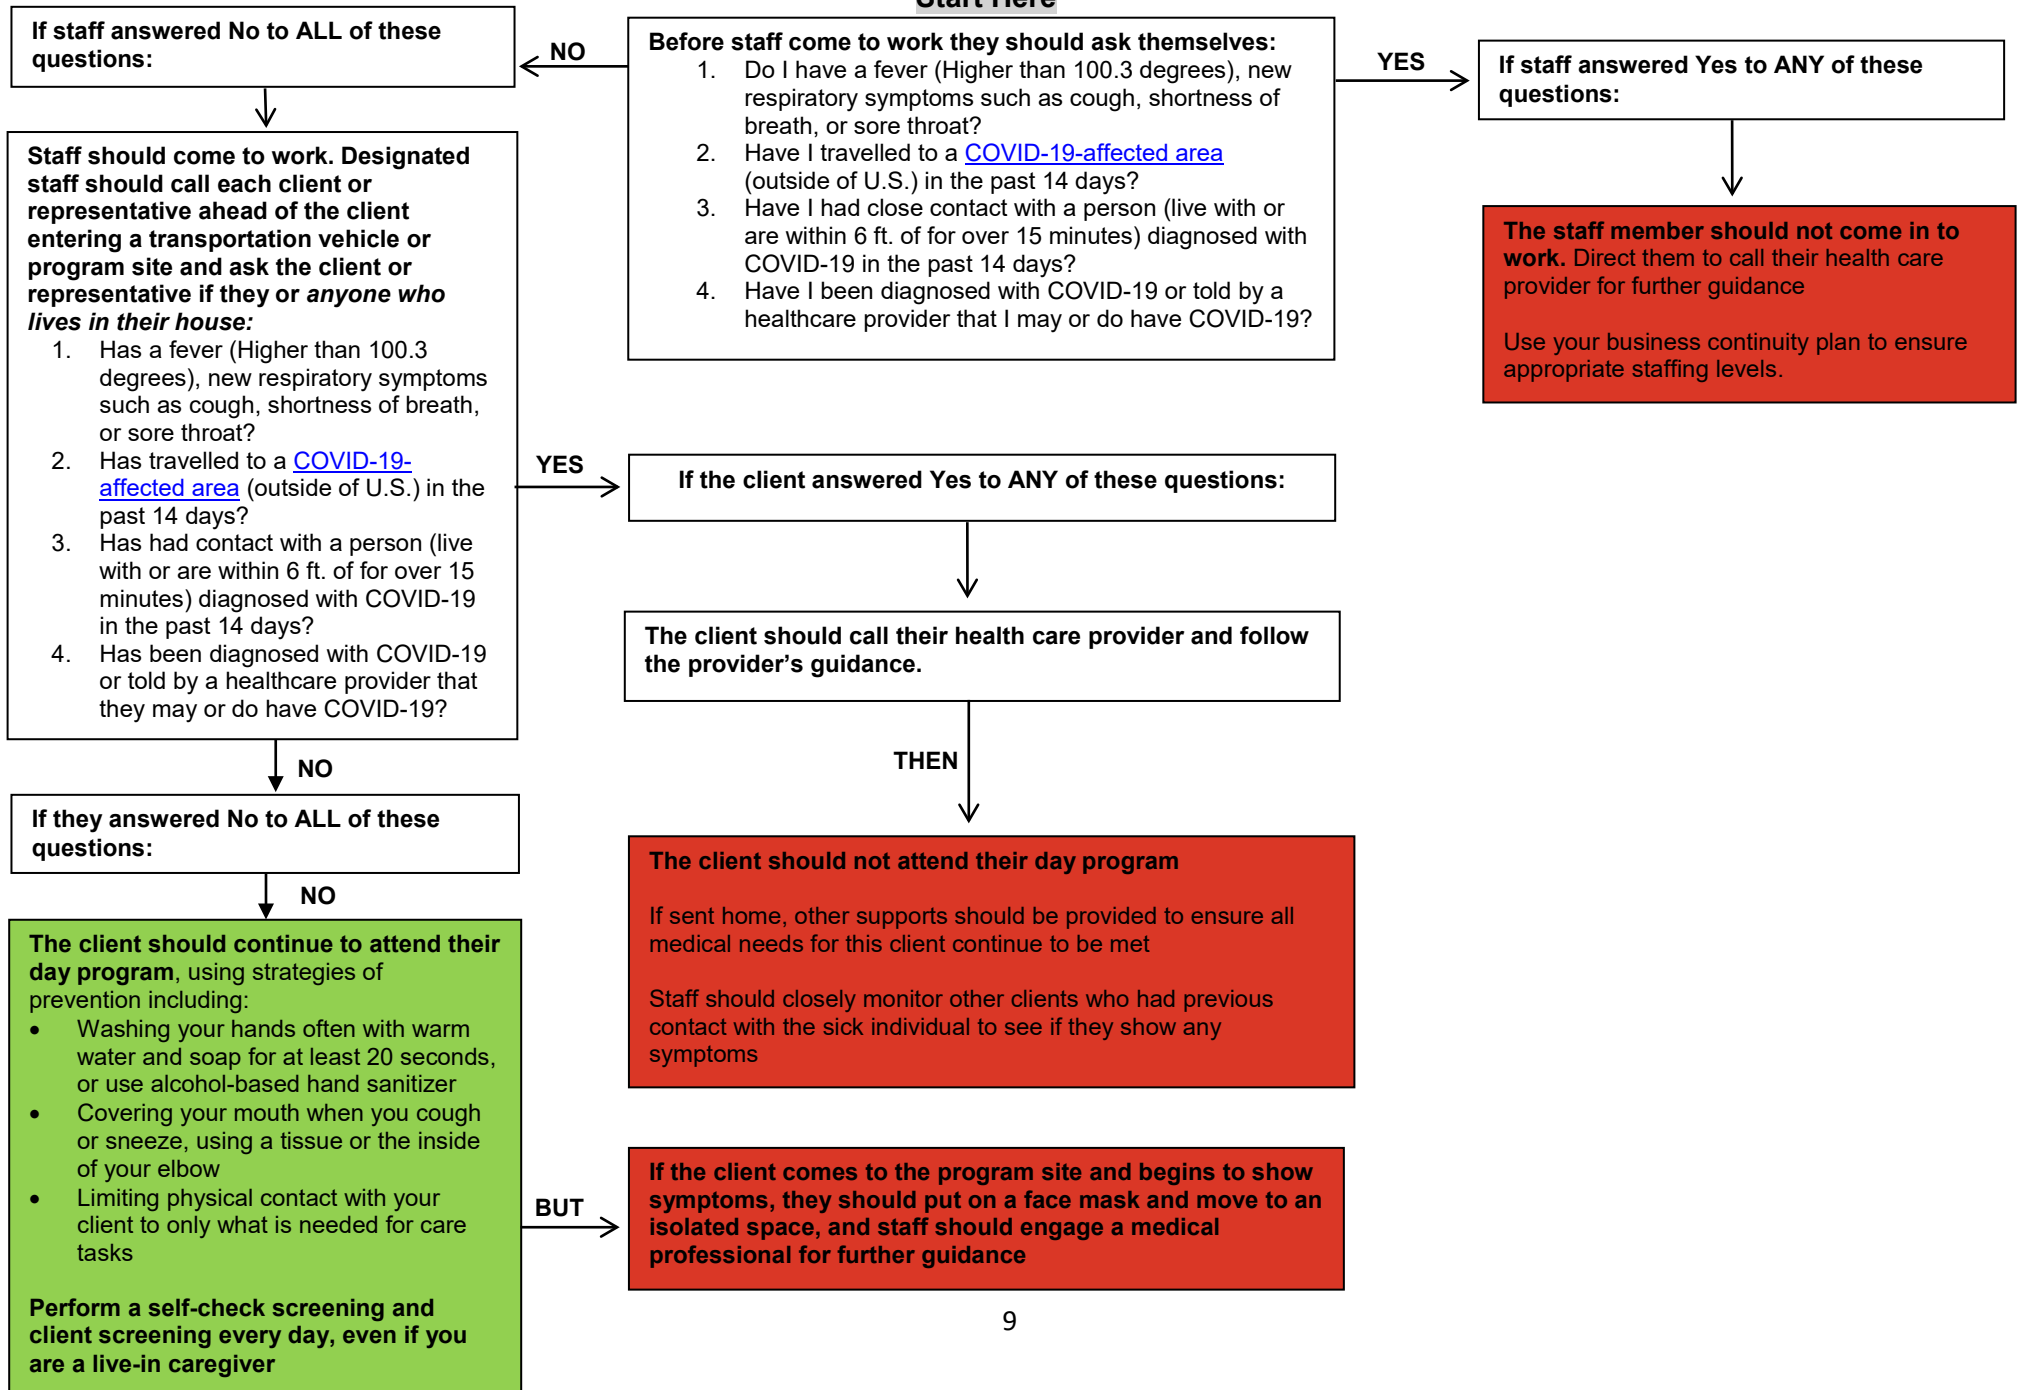 Start Here
If staff answered No to ALL of these
questions:
NO
Before staff come to work they should ask themselves:
1. Do I have a fever (Higher than 100.3 degrees), new
respiratory symptoms such as cough, shortness of
breath, or sore throat?
2. Have I travelled to a COVID-19-affected area
(outside of U.S.) in the past 14 days?
3. Have I had close contact with a person (live with or
are within 6 ft. of for over 15 minutes) diagnosed with
COVID-19 in the past 14 days?
4. Have I been diagnosed with COVID-19 or told by a
healthcare provider that I may or do have COVID-19?
YES
If staff answered Yes to ANY of these
questions:
The staff member should not come in to
work. Direct them to call their health care
provider for further guidance
Use your business continuity plan to ensure
appropriate staffing levels.
Staff should come to work. Designated
staff should call each client or
representative ahead of the client
entering a transportation vehicle or
program site and ask the client or
representative if they or anyone who
lives in their house:
1. Has a fever (Higher than 100.3
degrees), new respiratory symptoms
such as cough, shortness of breath,
or sore throat?
2. Has travelled to a COVID-19-
affected area (outside of U.S.) in the
past 14 days?
3. Has had contact with a person (live
with or are within 6 ft. of for over 15
minutes) diagnosed with COVID-19
in the past 14 days?
4. Has been diagnosed with COVID-19
or told by a healthcare provider that
they may or do have COVID-19?
YES
If the client answered Yes to ANY of these questions:
The client should call their health care provider and follow
the provider's guidance.
THEN
The client should not attend their day program
If sent home, other supports should be provided to ensure all
medical needs for this client continue to be met
Staff should closely monitor other clients who had previous
contact with the sick individual to see if they show any
symptoms
NO
If they answered No to ALL of these
questions:
NO
The client should continue to attend their
day program, using strategies of
prevention including:
• Washing your hands often with warm
water and soap for at least 20 seconds,
or use alcohol-based hand sanitizer
• Covering your mouth when you cough
or sneeze, using a tissue or the inside
of your elbow
• Limiting physical contact with your
client to only what is needed for care
tasks
Perform a self-check screening and
client screening every day, even if you
are a live-in caregiver
BUT
If the client comes to the program site and begins to show
symptoms, they should put on a face mask and move to an
isolated space, and staff should engage a medical
professional for further guidance
9